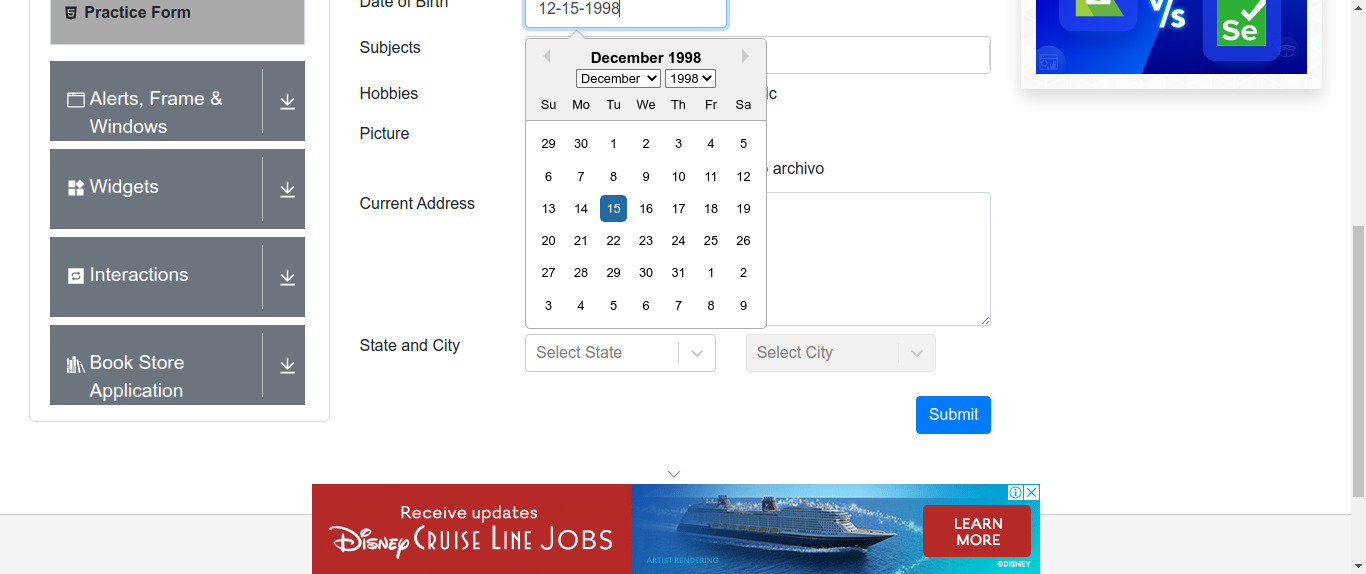 Practice Form
Alerts, Frame &
Windows
Widgets
Interactions
Book Store
Application
Date of Birth
12-15-1998
Subjects
Hobbies
ic
Picture
archivo
Current Address
State and City
December 1998
December 1998
Su Mo Tu We Th Fr Sa
29 30 1 2 3 4 5
6 7 8 9 10 11 12
13 14 15 16 17 18 19
20 21 22 23 24 25 26
27 28 29 30 31 1 2
3 4 5 6 7 8 9
Select State
Select City
Submit
V/s
Se
Receive updates
Disney CRUISE LINE JOBS
ARTIST RENDERING
LEARN
MORE
©DISNEY